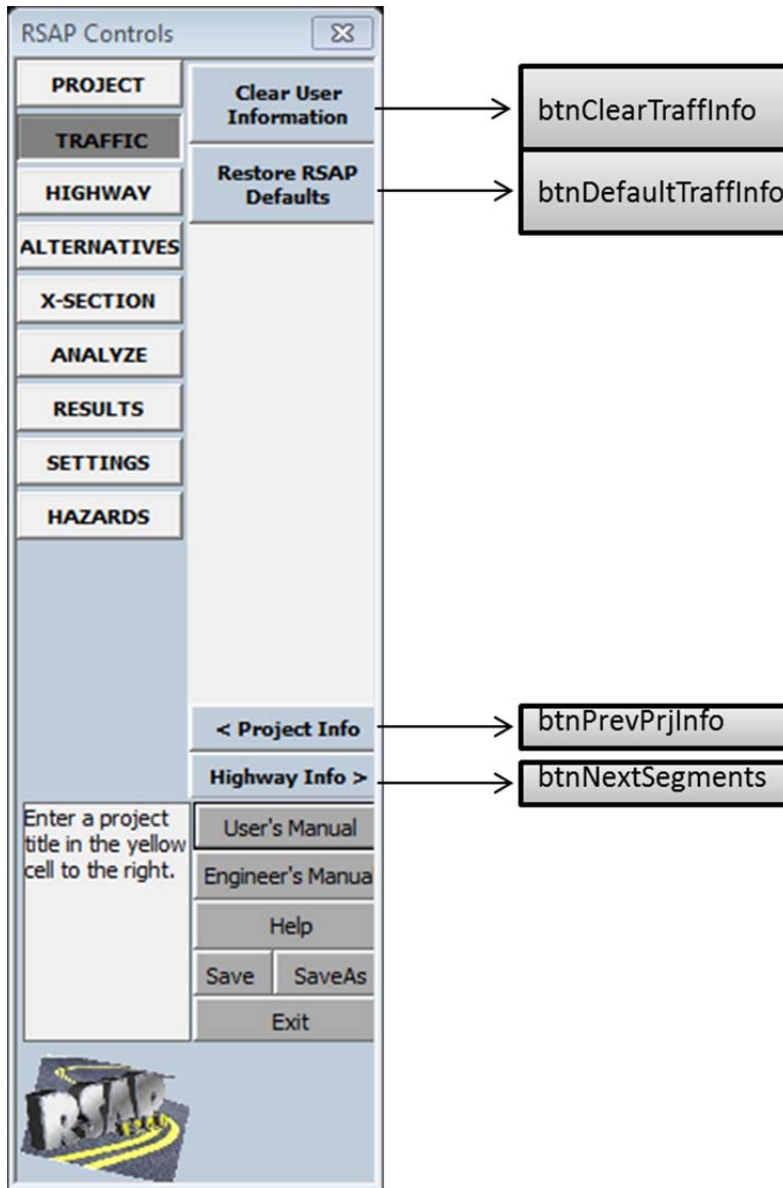 RSAP Controls
PROJECT
TRAFFIC
HIGHWAY
ALTERNATIVES
X-SECTION
ANALYZE
RESULTS
SETTINGS
HAZARDS
Clear User
Information
Restore RSAP
Defaults
btnClearTraffInfo
btnDefaultTraffInfo
< Project Info
Highway Info >
btnPrevPrjInfo
btnNextSegments
Enter a project
title in the yellow
cell to the right.
User's Manual
Engineer's Manua
Help
Save
SaveAs
Exit
RSAP